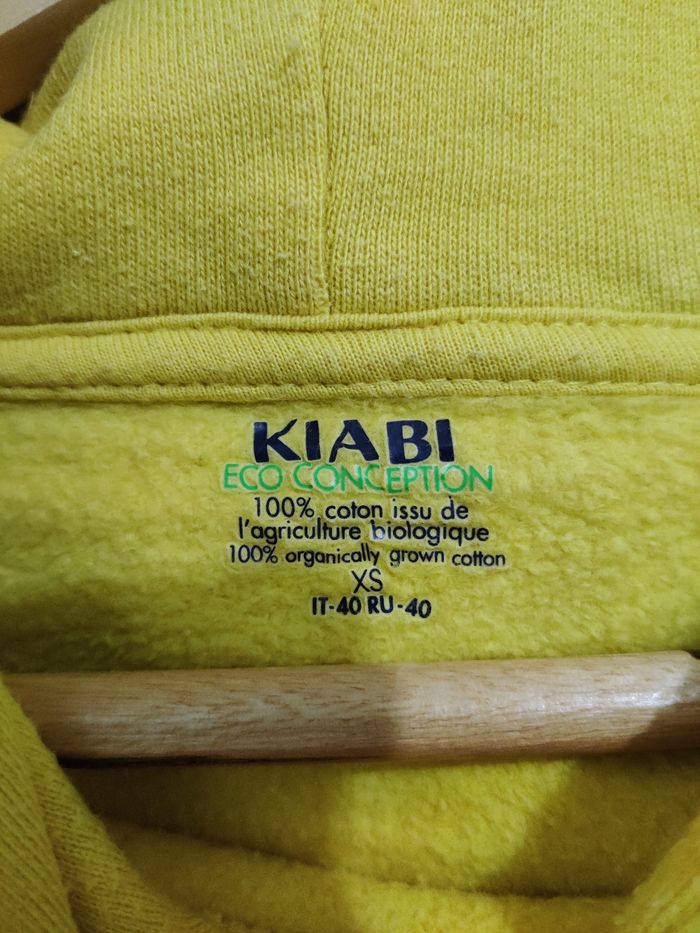 KIABI
ECO CONCEPTION
100% coton issu de
l'agriculture biologique
100% organically grown cotton
XS
IT-40 RU-40